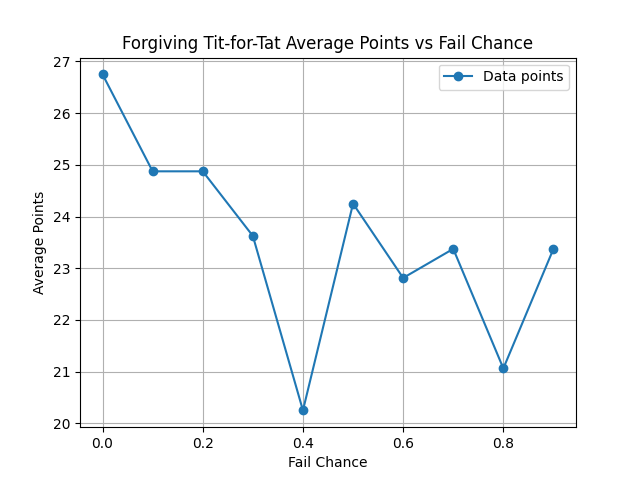 Forgiving Tit-for-Tat Average Points vs Fail Chance
Data points
27
26
25
24
23
22
21
20
Average Points
0.0 0.2 0.4 0.6 0.8
Fail Chance